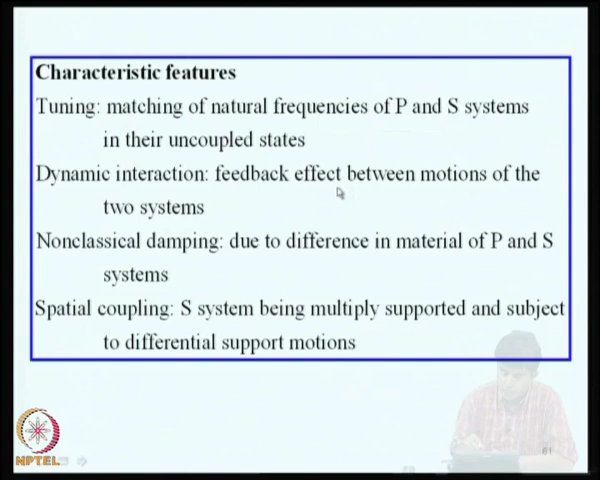 Characteristic features
Tuning: matching of natural frequencies of P and S systems
in their uncoupled states
Dynamic interaction: feedback effect between motions of the
two systems
Nonclassical damping: due to difference in material of P and S
systems
Spatial coupling: S system being multiply supported and subject
to differential support motions
NPTEL
61